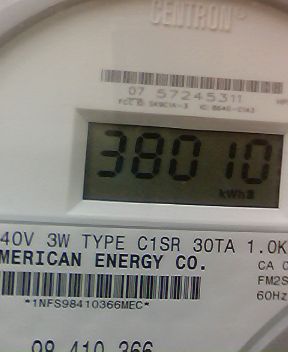 CENTRON®
07 57245311
38010
kWh
40V 3W TYPE C1SR 30TA 1.0K
MERICAN ENERGY CO.
CA 0
FM2S
60Hz
*1NFS98410366MEC*
98 410 366